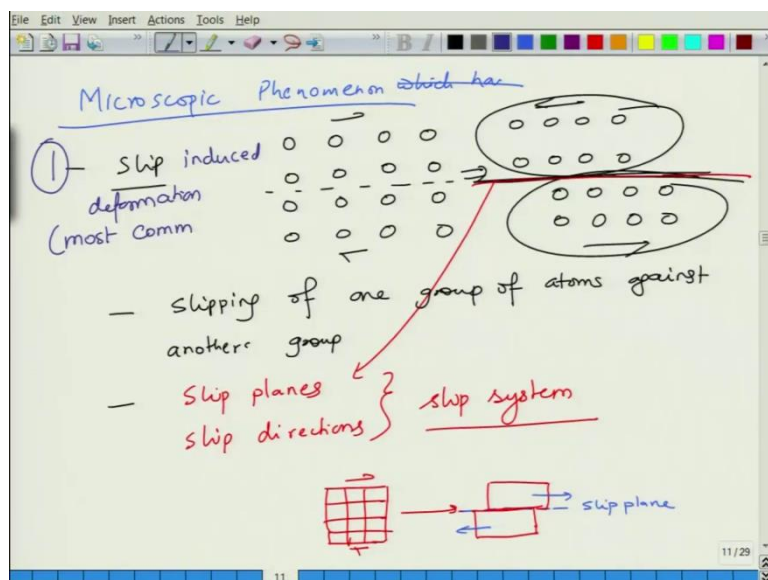 File Edit View Insert Actions Tools Help
B I
Microscopic Phenomenon which has
1 - slip induced
deformation
(most comm
- slipping of one group of atoms against
another group
- slip planes
slip directions } slip system
slip plane
11/29
11